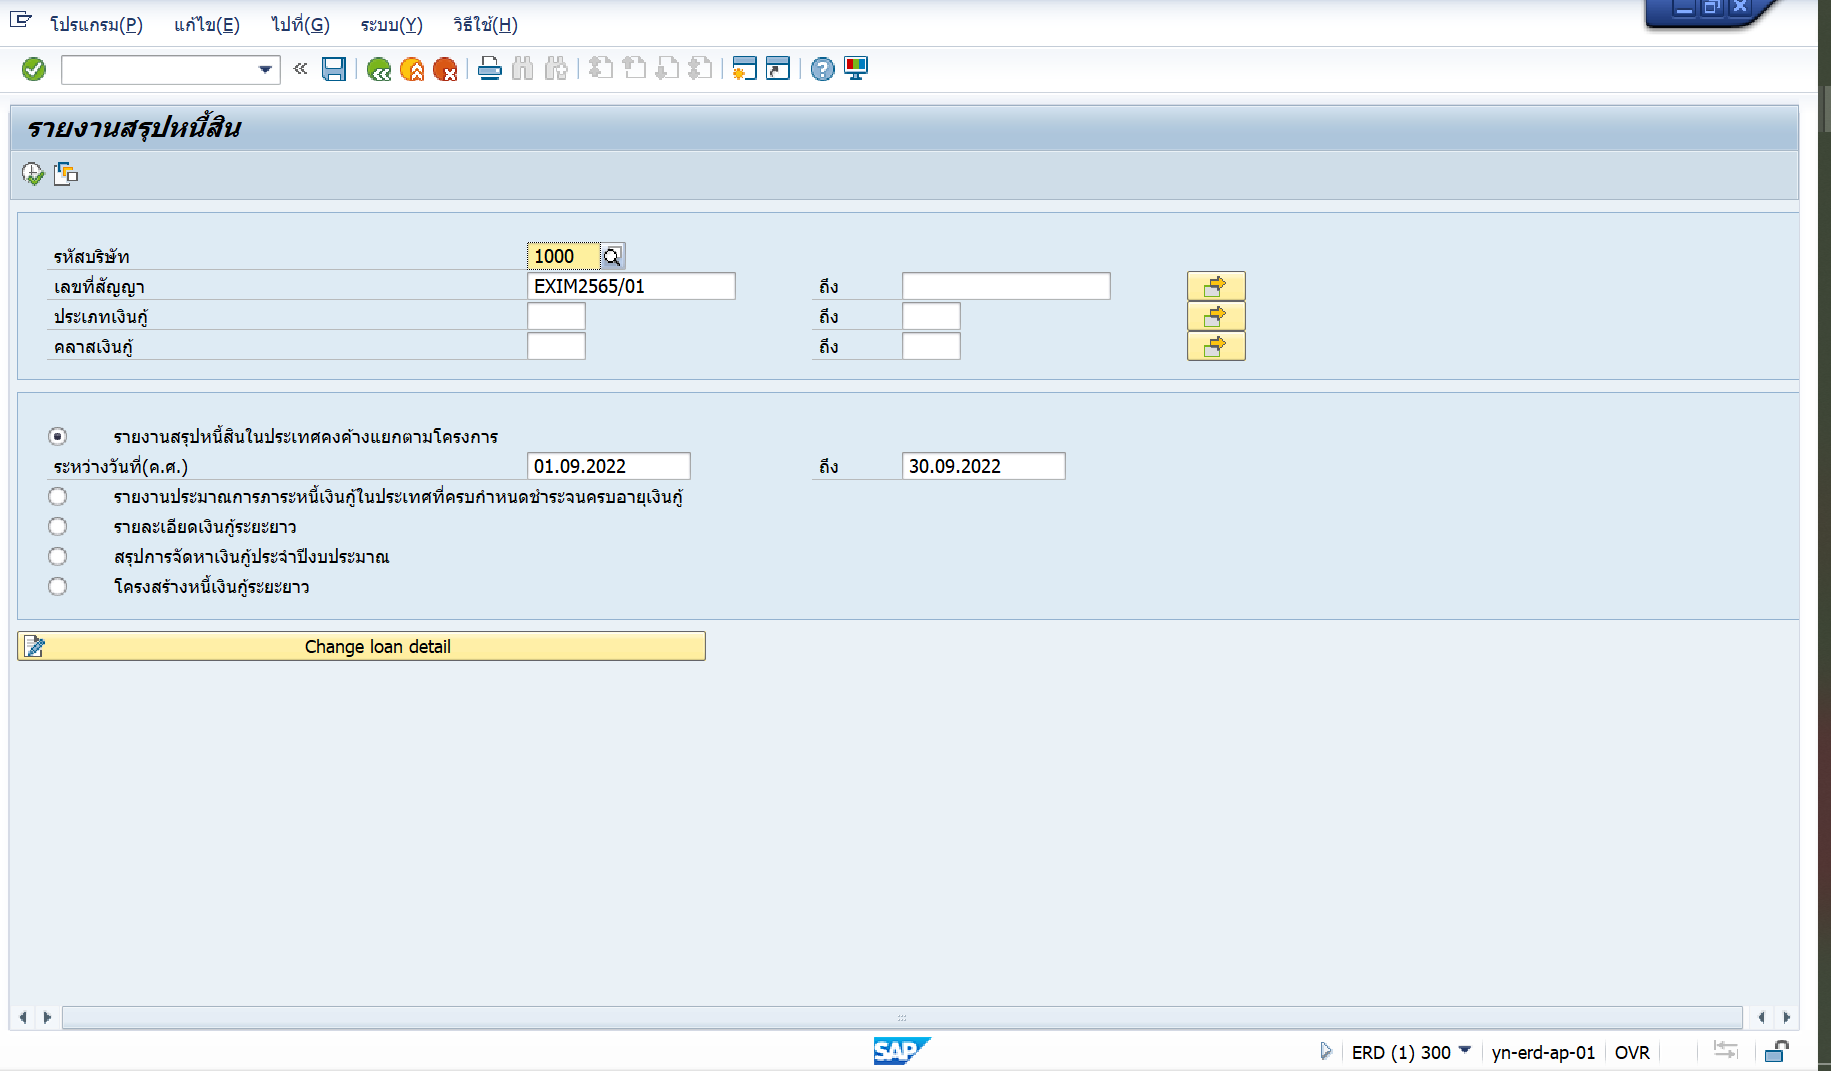 โปรแกรม(P) แก้ไข(E) ไปที่(G) ระบบ(Y) วิธีใช้(H)
รายงานสรุปหนี้สิน
รหัสบริษัท 1000
เลขที่สัญญา EXIM2565/01 ถึง
ประเภทเงินกู้ ถึง
คลาสเงินกู้ ถึง
รายงานสรุปหนี้สินในประเทศคงค้างแยกตามโครงการ
ระหว่างวันที่(ค.ศ.) 01.09.2022 ถึง 30.09.2022
รายงานประมาณการภาระหนี้เงินกู้ในประเทศที่ครบกำหนดชำระจนครบอายุเงินกู้
รายละเอียดเงินกู้ระยะยาว
สรุปการจัดหาเงินกู้ประจำปีงบประมาณ
โครงสร้างหนี้เงินกู้ระยะยาว
Change loan detail
SAP ERD (1) 300 yn-erd-ap-01 OVR